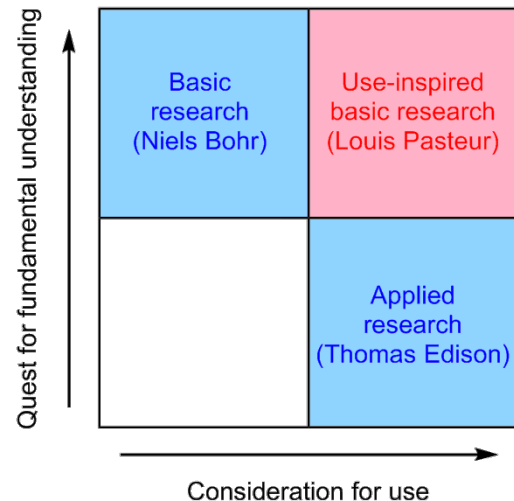 Quest for fundamental understanding
Basic
research
(Niels Bohr)
Use-inspired
basic research
(Louis Pasteur)
Applied
research
(Thomas Edison)
Consideration for use